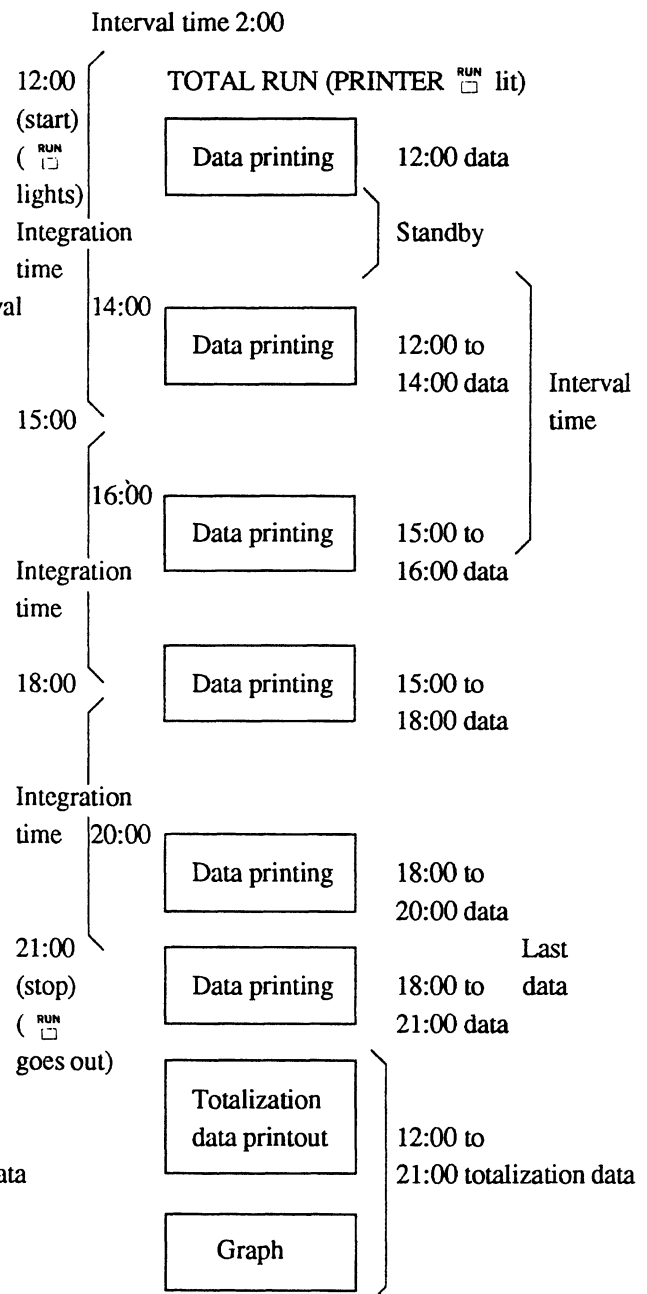 Interval time 2:00
12:00 TOTAL RUN (PRINTER RUN lit)
(start)
( RUN Data printing 12:00 data
lights)
Integration Standby
time
val 14:00
Data printing 12:00 to
14:00 data Interval
15:00 time
16:00
Data printing 15:00 to
Integration 16:00 data
time
18:00 Data printing 15:00 to
18:00 data
Integration
time 20:00
Data printing 18:00 to
20:00 data
21:00 Last
(stop) Data printing 18:00 to data
( RUN 21:00 data
goes out)
Totalization
data printout 12:00 to
ata 21:00 totalization data
Graph